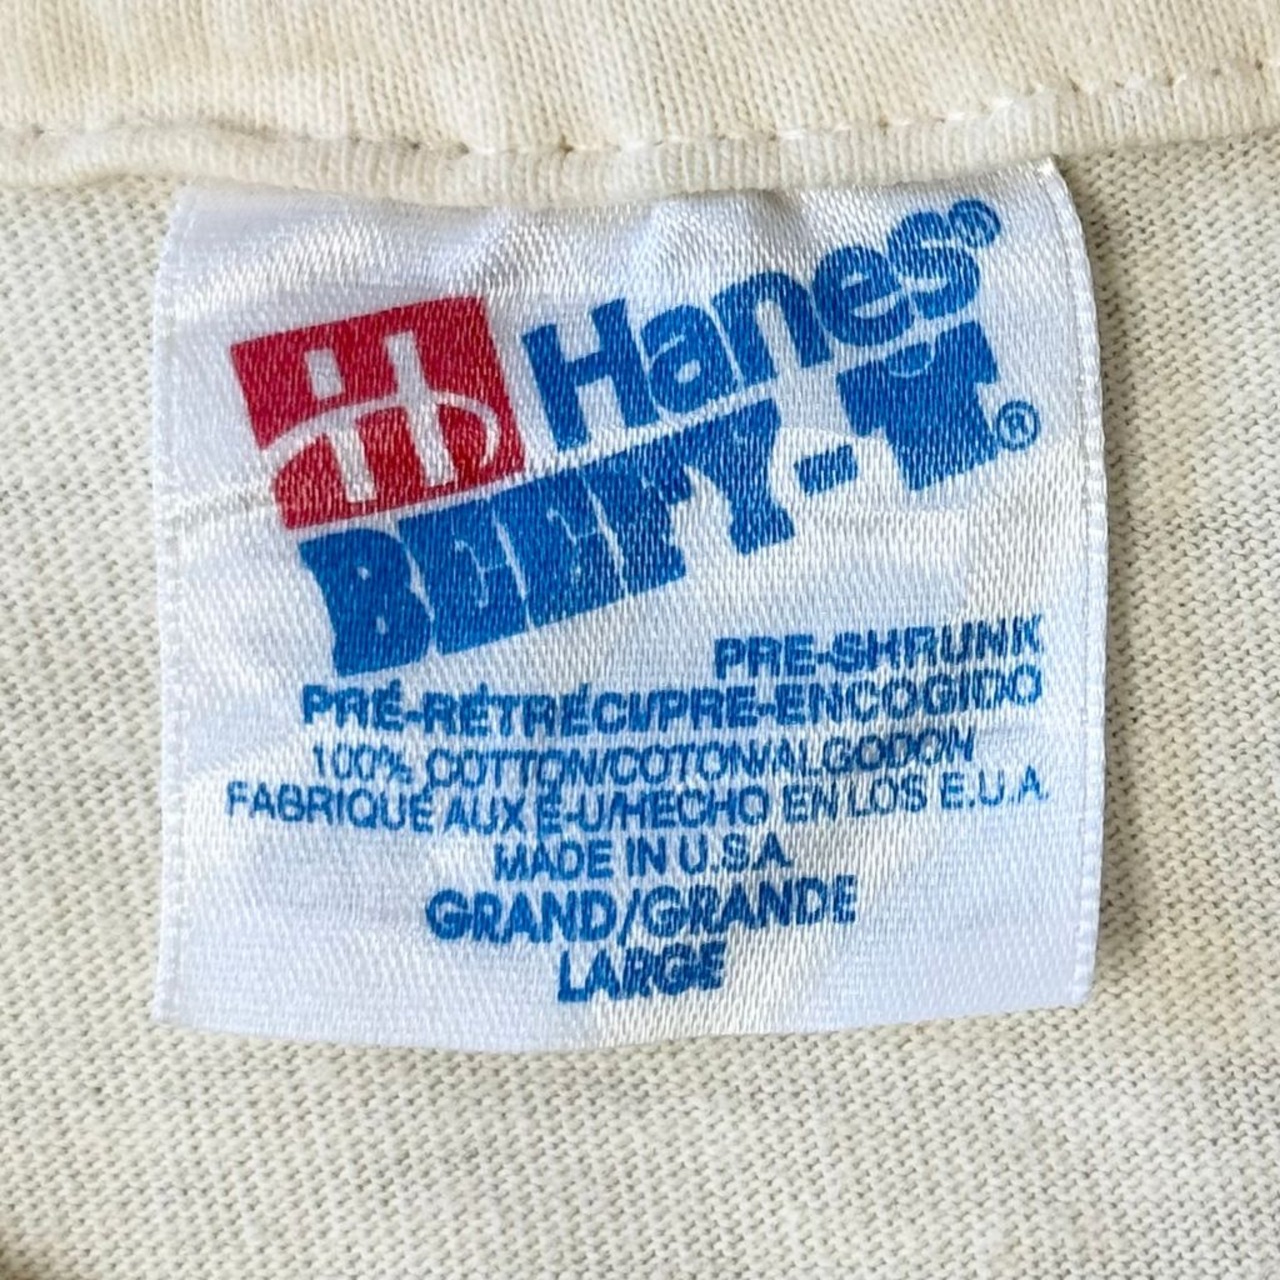 Hanes®
BEEFY-T®
PRE-SHRUNK
PRÉ-RÉTRÉCI/PRE-ENCOGIDO
100% COTTON/COTON/ALGODON
FABRIQUÉ AUX É-U/HECHO EN LOS E.U.A
MADE IN U.S.A.
GRAND/GRANDE
LARGE